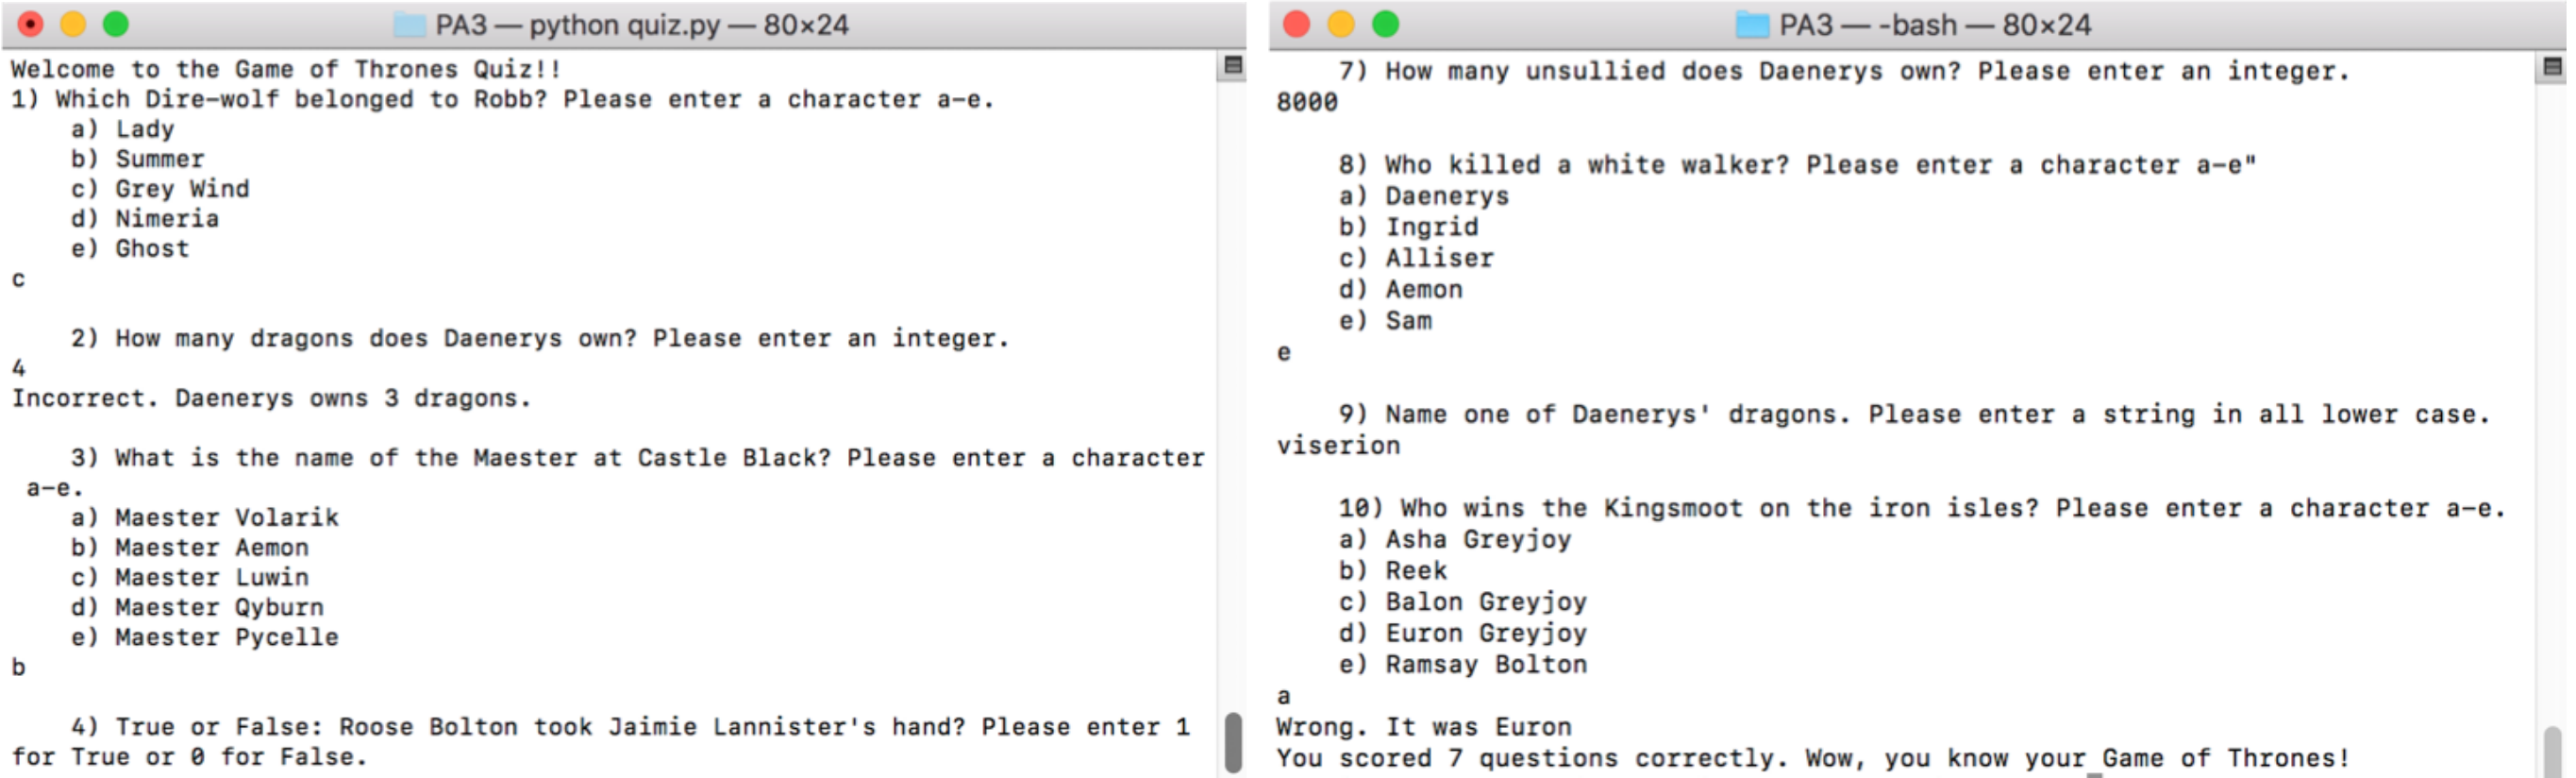 PA3 — python quiz.py — 80×24
Welcome to the Game of Thrones Quiz!!
1) Which Dire-wolf belonged to Robb? Please enter a character a-e.
a) Lady
b) Summer
c) Grey Wind
d) Nimeria
e) Ghost
c
2) How many dragons does Daenerys own? Please enter an integer.
4
Incorrect. Daenerys owns 3 dragons.
3) What is the name of the Maester at Castle Black? Please enter a character
a-e.
a) Maester Volarik
b) Maester Aemon
c) Maester Luwin
d) Maester Qyburn
e) Maester Pycelle
b
4) True or False: Roose Bolton took Jaimie Lannister's hand? Please enter 1
for True or 0 for False.
PA3 — -bash — 80×24
7) How many unsullied does Daenerys own? Please enter an integer.
8000
8) Who killed a white walker? Please enter a character a-e"
a) Daenerys
b) Ingrid
c) Alliser
d) Aemon
e) Sam
e
9) Name one of Daenerys' dragons. Please enter a string in all lower case.
viserion
10) Who wins the Kingsmoot on the iron isles? Please enter a character a-e.
a) Asha Greyjoy
b) Reek
c) Balon Greyjoy
d) Euron Greyjoy
e) Ramsay Bolton
a
Wrong. It was Euron
You scored 7 questions correctly. Wow, you know your Game of Thrones!